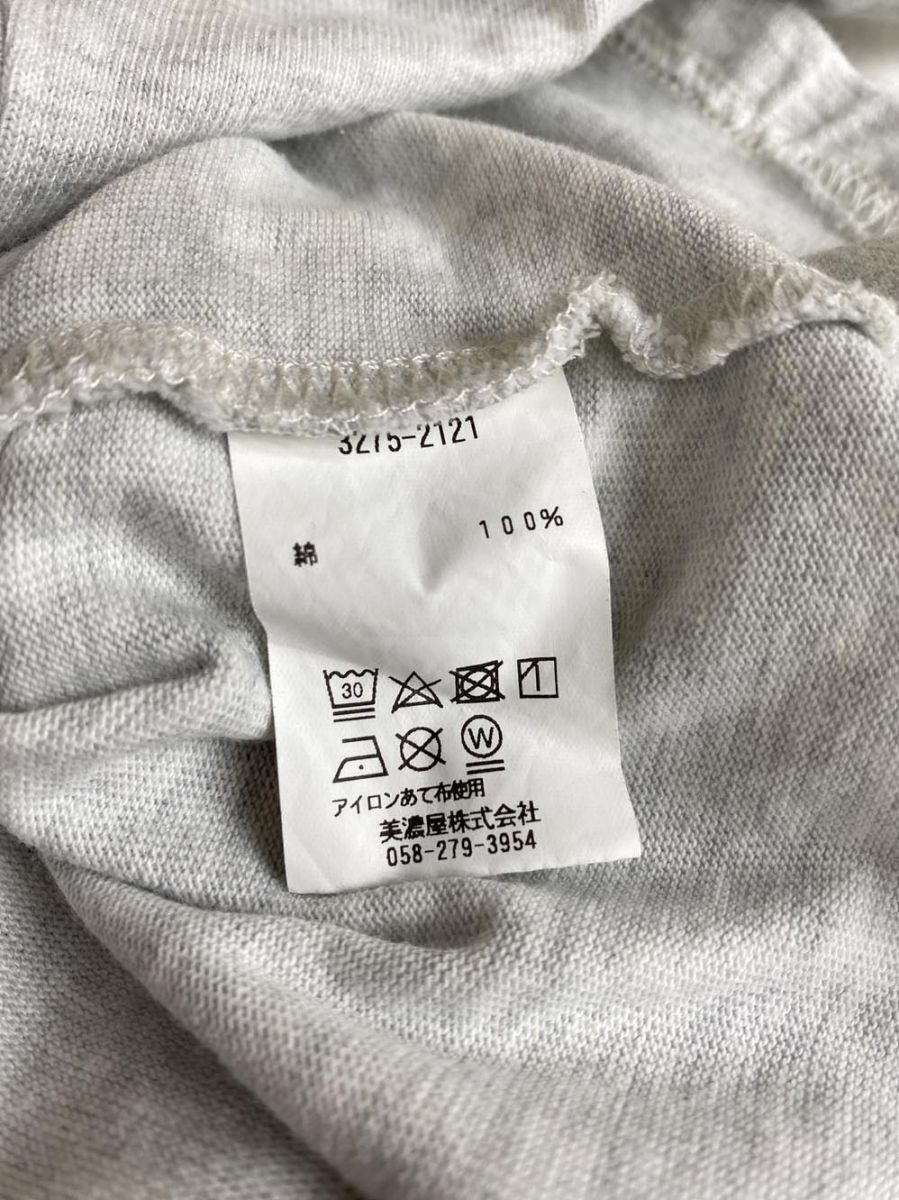 3275-2121
綿 100%
30
W
アイロンあて布使用
美濃屋株式会社
058-279-3954